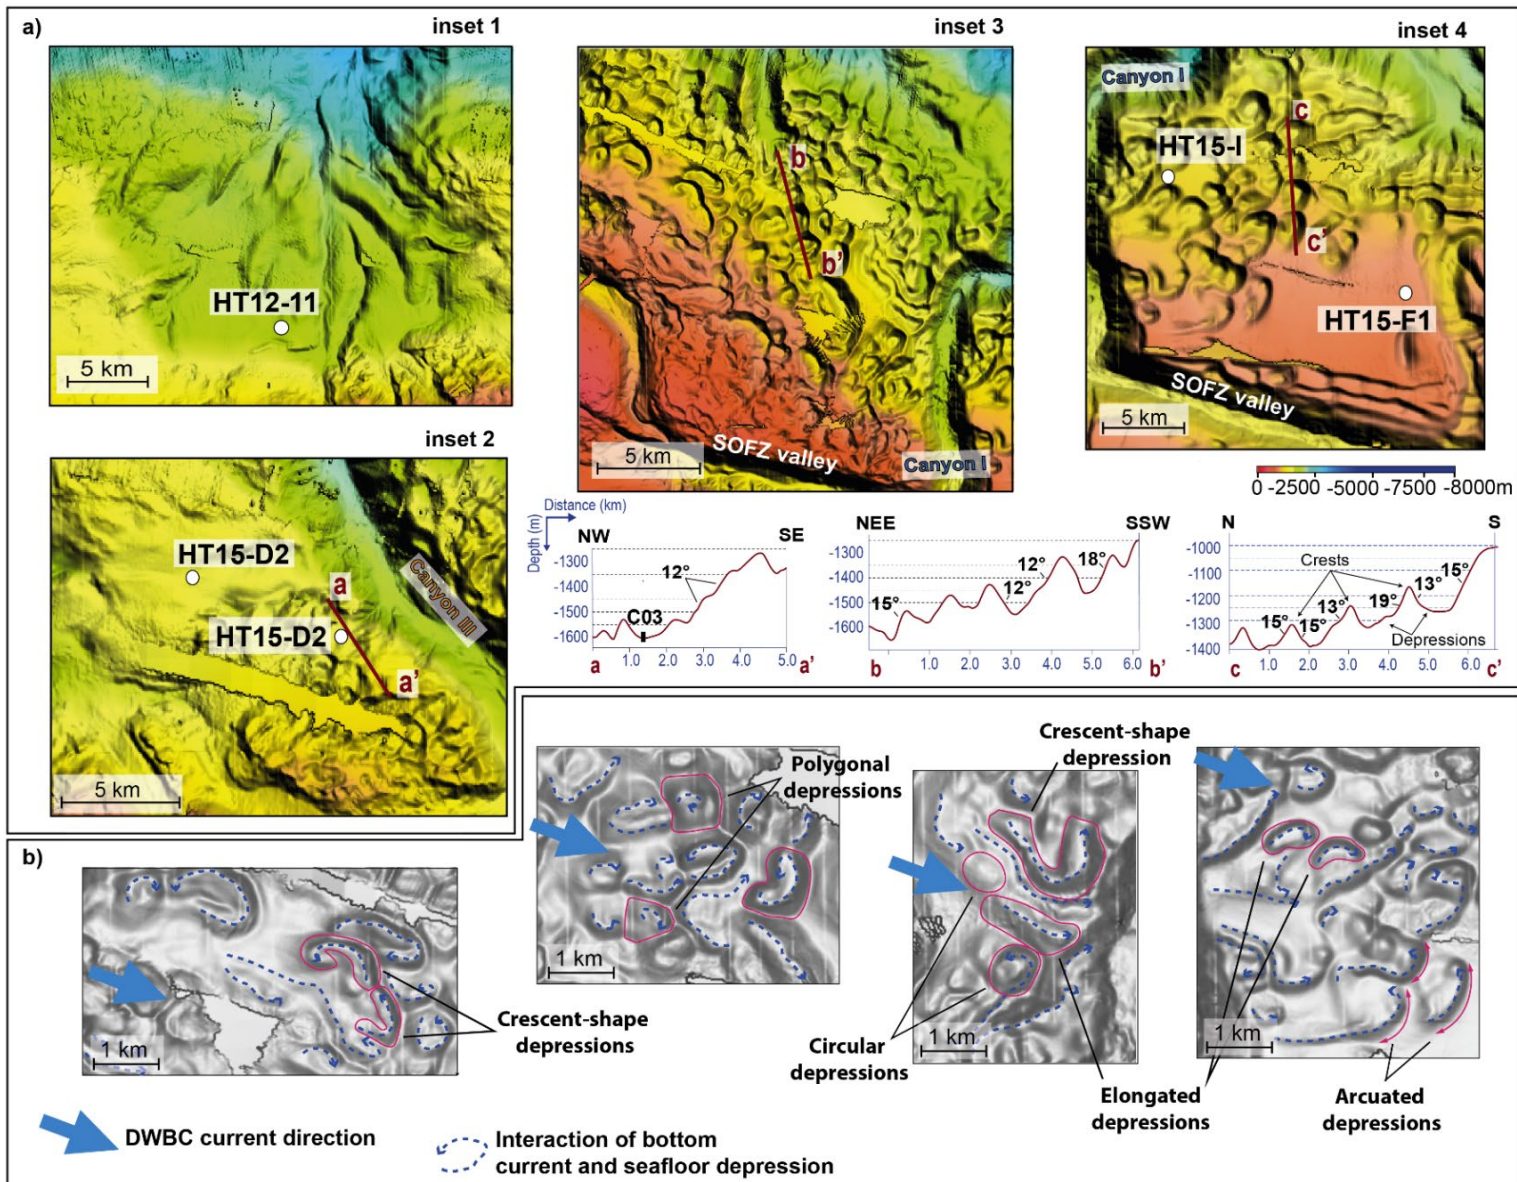 a)
inset 1
HT12-11
5 km
inset 3
b
b'
SOFZ valley
Canyon I
5 km
inset 4
Canyon I
HT15-I
c
c'
HT15-F1
SOFZ valley
5 km
0 -2500 -5000 -7500 -8000m
inset 2
HT15-D2
a
HT15-D2
a'
Canyon III
5 km
Distance (km)
Depth (m)
NW
SE
-1300
-1400
-1500
-1600
12°
C03
a
1.0
2.0
3.0
4.0
5.0
a'
NEE
SSW
-1300
-1400
-1500
-1600
15°
12°
12°
18°
b
1.0
2.0
3.0
4.0
5.0
6.0
b'
N
S
-1000
-1100
-1200
-1300
-1400
Crests
15°
15°
13°
19°
13°
15°
Depressions
c
1.0
2.0
3.0
4.0
5.0
6.0
c'
b)
1 km
Crescent-shape
depressions
Polygonal
depressions
1 km
Crescent-shape
depression
Circular
depressions
Elongated
depressions
1 km
Arcuated
depressions
DWBC current direction
Interaction of bottom
current and seafloor depression